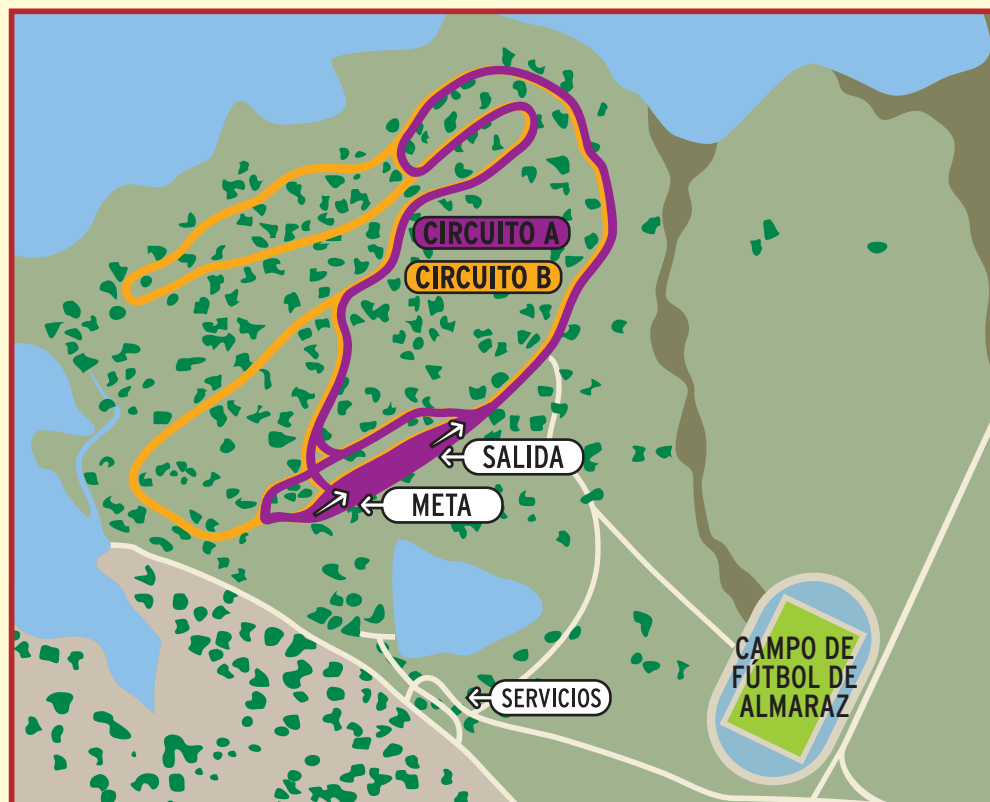 CIRCUITO A
CIRCUITO B
SALIDA
META
CAMPO DE
FÚTBOL DE
ALMARAZ
SERVICIOS